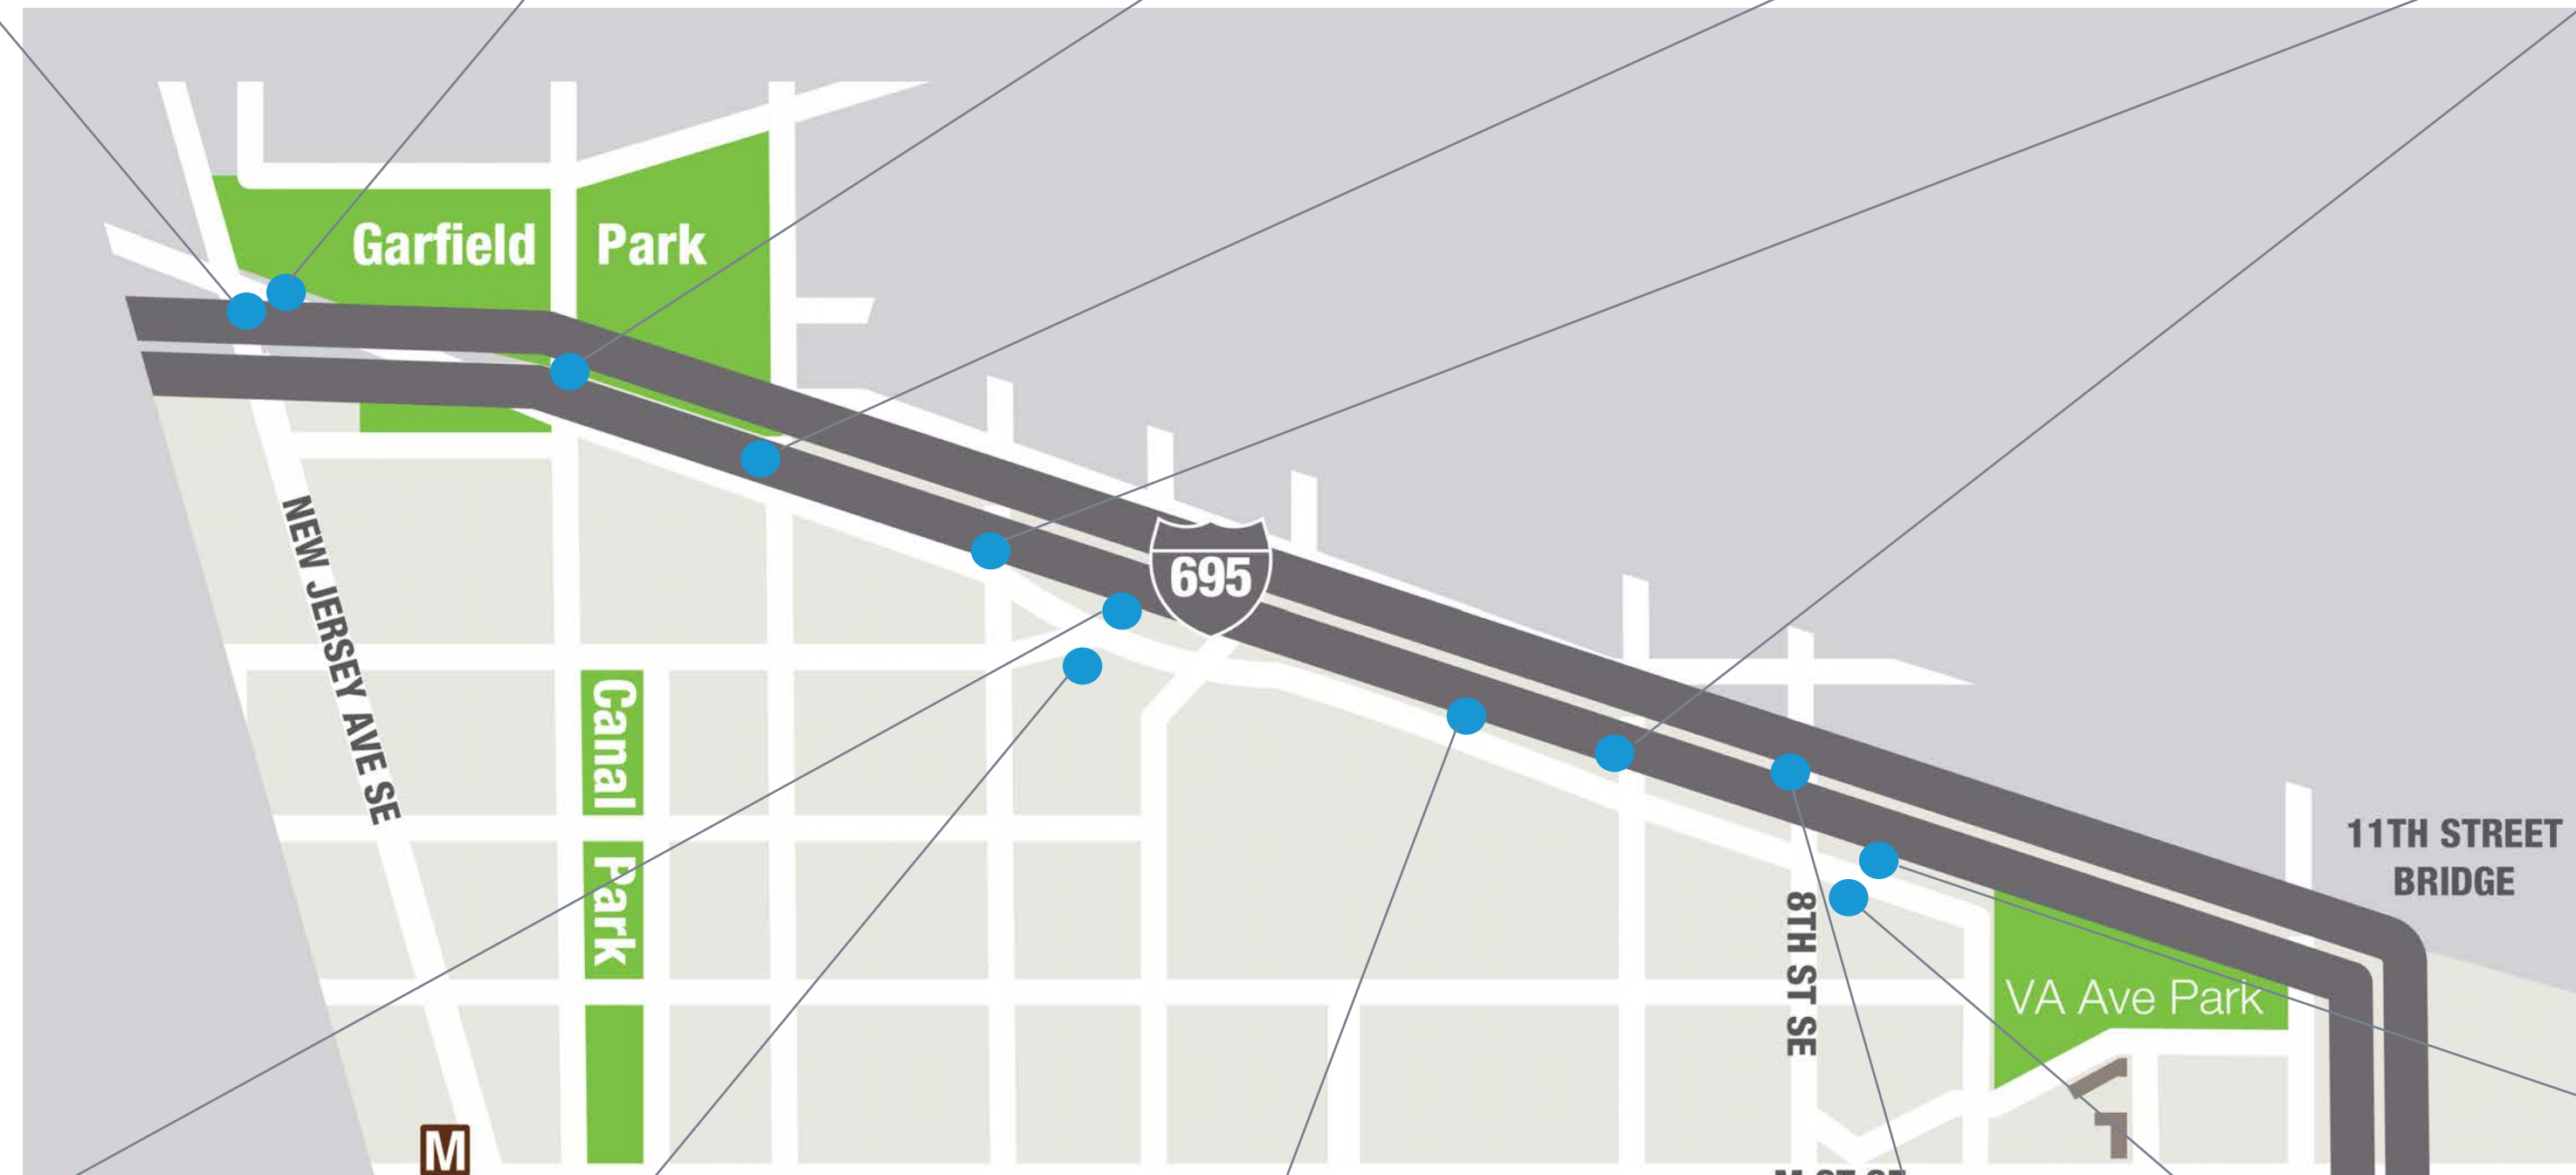 Garfield Park
695
NEW JERSEY AVE SE
Canal Park
11TH STREET
BRIDGE
8TH ST SE
VA Ave Park
M